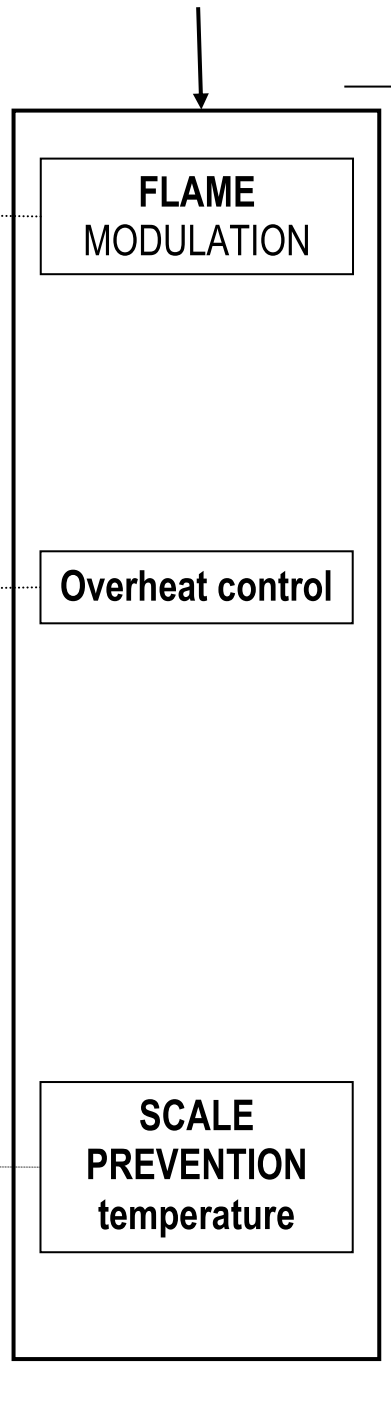 FLAME
MODULATION
Overheat control
SCALE
PREVENTION
temperature